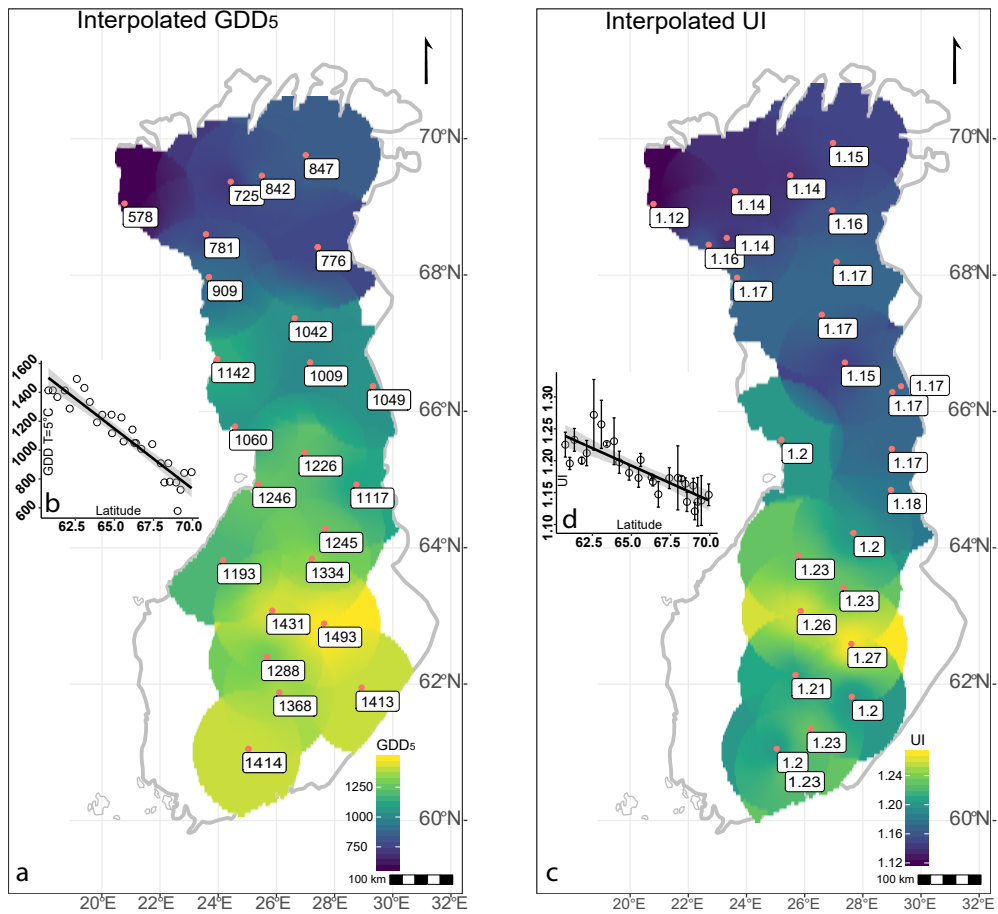 Interpolated GDD₅
70°N
68°N
66°N
64°N
62°N
60°N
847
842
725
578
781
776
909
1042
1142
1009
1049
1060
1226
1246
1117
1245
1193
1334
1431
1493
1288
1368
1413
1414
GDD₅
1250
1000
750
100 km
a
20°E
22°E
24°E
26°E
28°E
30°E
32°E
GDD T=5°C
1600
1400
1200
1000
800
600
b
Latitude
62.5
65.0
67.5
70.0
Interpolated UI
70°N
68°N
66°N
64°N
62°N
60°N
1.15
1.14
1.14
1.12
1.16
1.14
1.16
1.17
1.17
1.17
1.15
1.17
1.17
1.2
1.17
1.18
1.2
1.23
1.23
1.26
1.27
1.21
1.2
1.23
1.2
1.23
UI
1.24
1.20
1.16
1.12
100 km
c
20°E
22°E
24°E
26°E
28°E
30°E
32°E
UI
1.30
1.25
1.20
1.15
1.10
d
Latitude
62.5
65.0
67.5
70.0